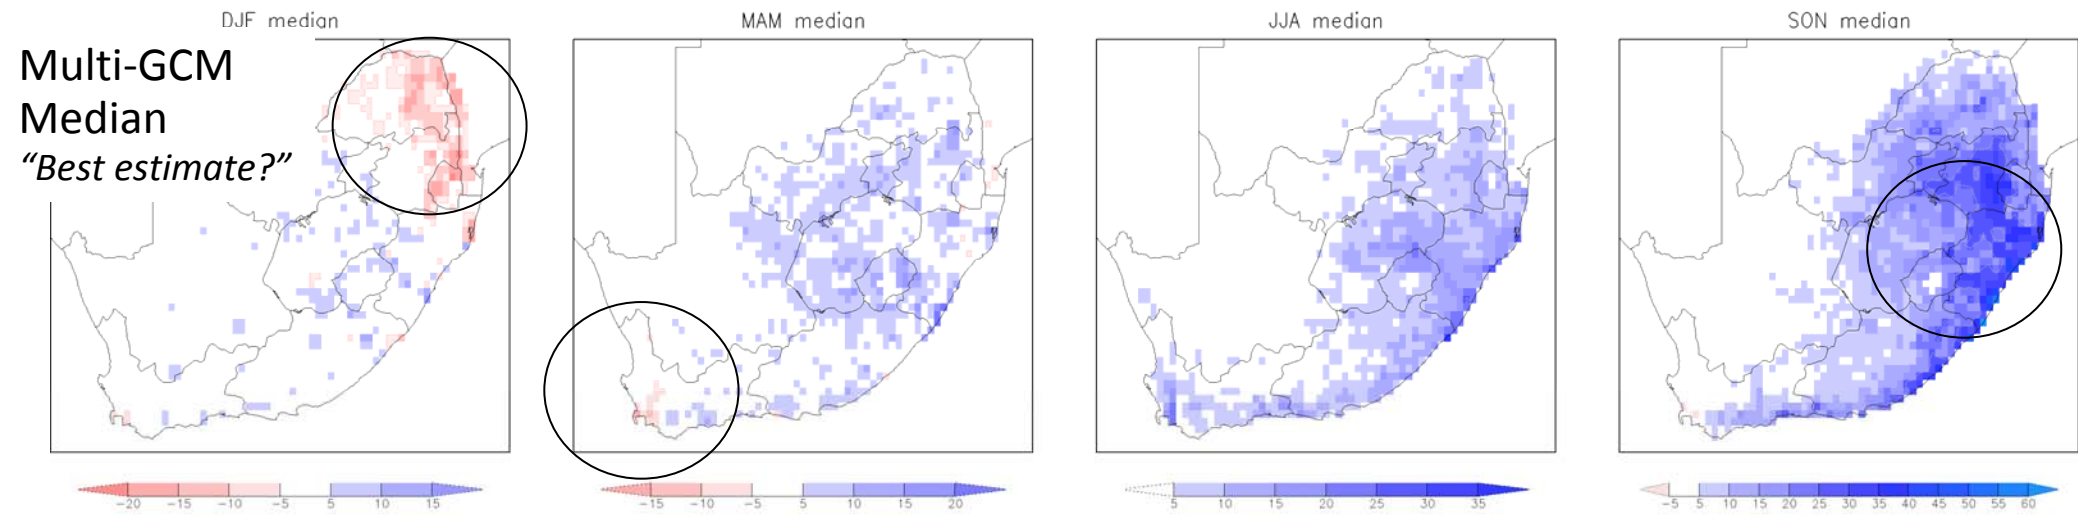 DJF median
MAM median
JJA median
SON median
Multi-GCM
Median
“Best estimate?”
-20 -15 -10 -5 5 10 15
-15 -10 -5 5 10 15 20
5 10 15 20 25 30 35
-5 5 10 15 20 25 30 35 40 45 50 55 60